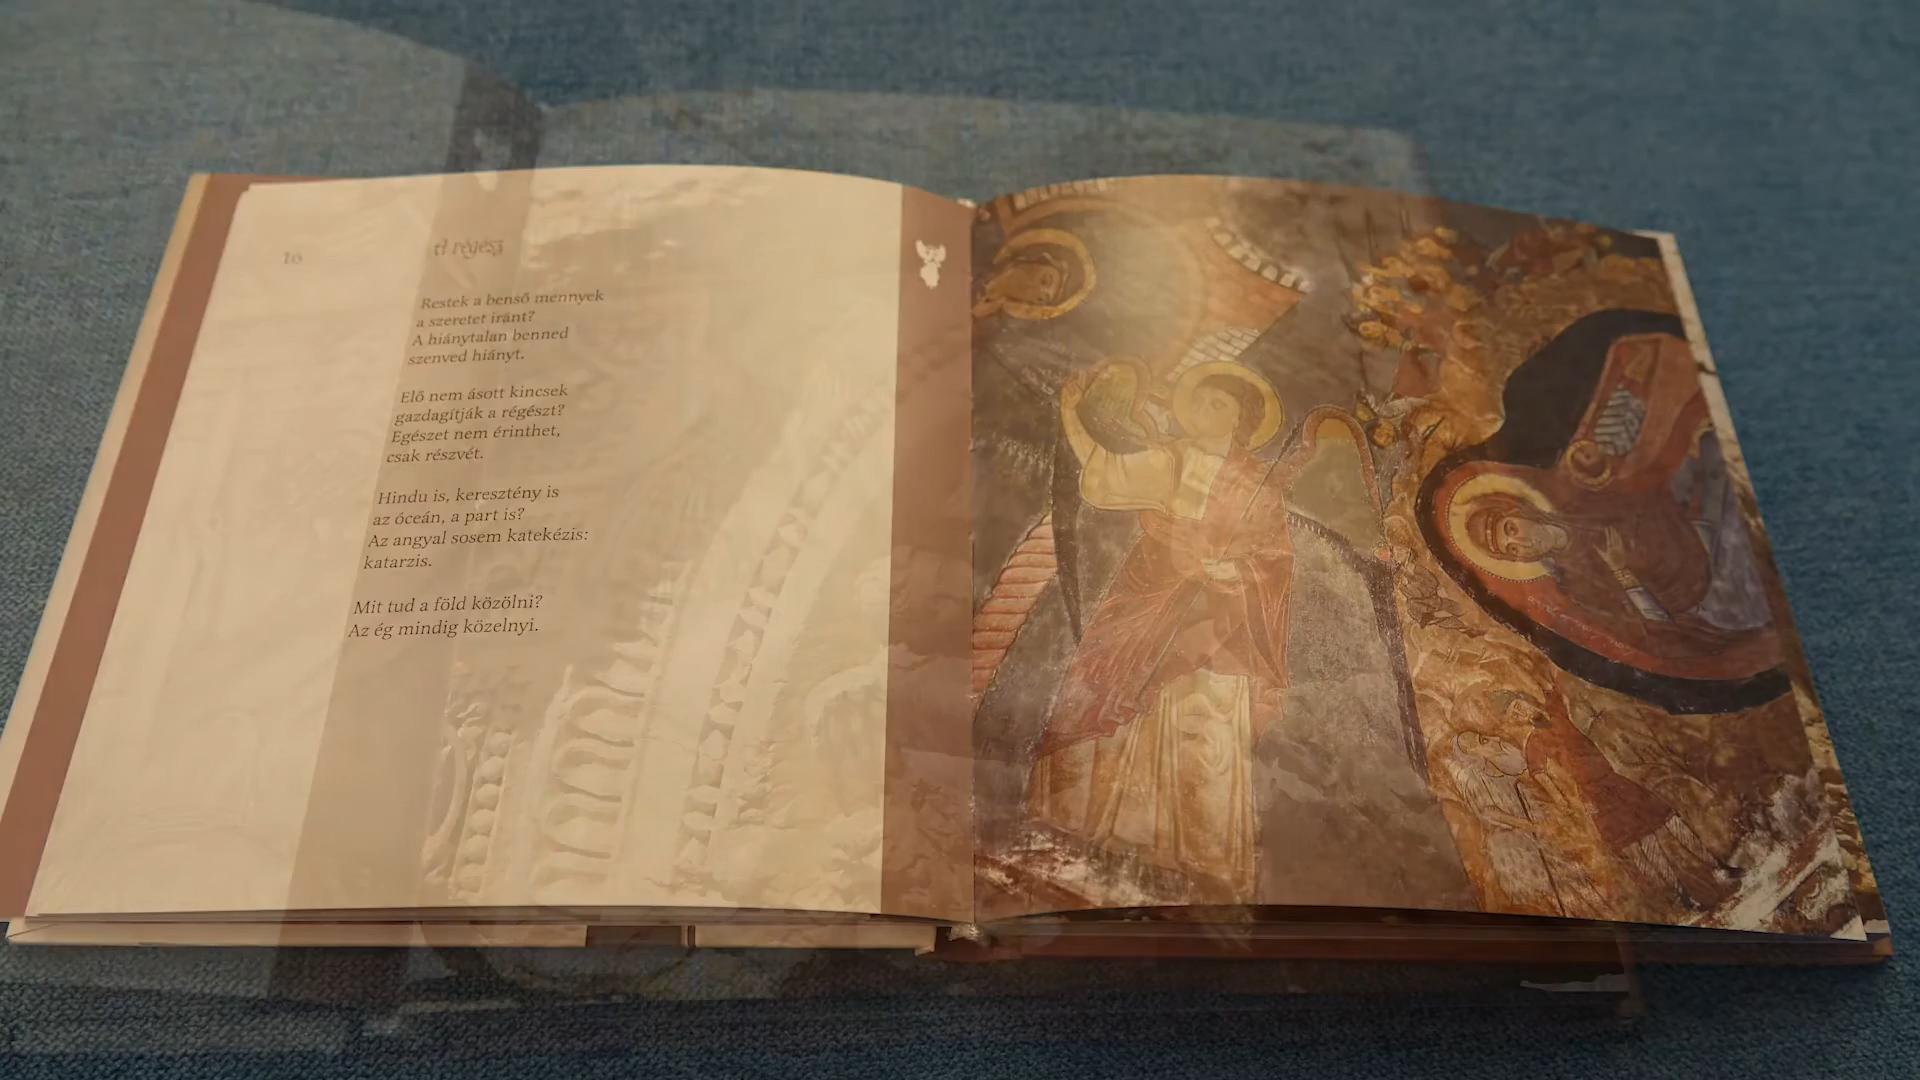 16
A régész
Restek a benső mennyek
a szeretet iránt?
A hiánytalan benned
szenved hiányt.
Elő nem ásott kincsek
gazdagítják a régészt?
Egészet nem érinthet,
csak részvét.
Hindu is, keresztény is
az óceán, a part is?
Az angyal sosem katekézis:
katarzis.
Mit tud a föld közölni?
Az ég mindig közelnyi.